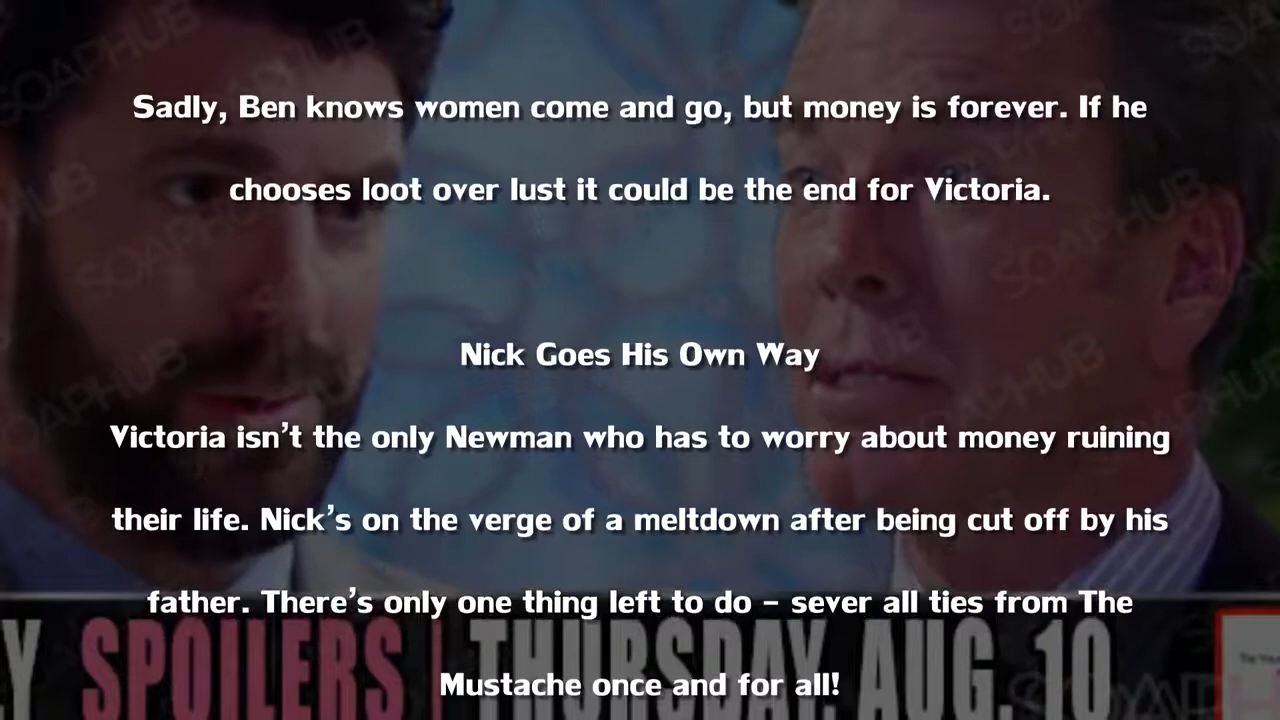 Sadly, Ben knows women come and go, but money is forever. If he
chooses loot over lust it could be the end for Victoria.
Nick Goes His Own Way
Victoria isn't the only Newman who has to worry about money ruining
their life. Nick's on the verge of a meltdown after being cut off by his
father. There's only one thing left to do – sever all ties from The
Y SPOILERS | THURSDAY, AUG. 10
Mustache once and for all!
SOAPHUB